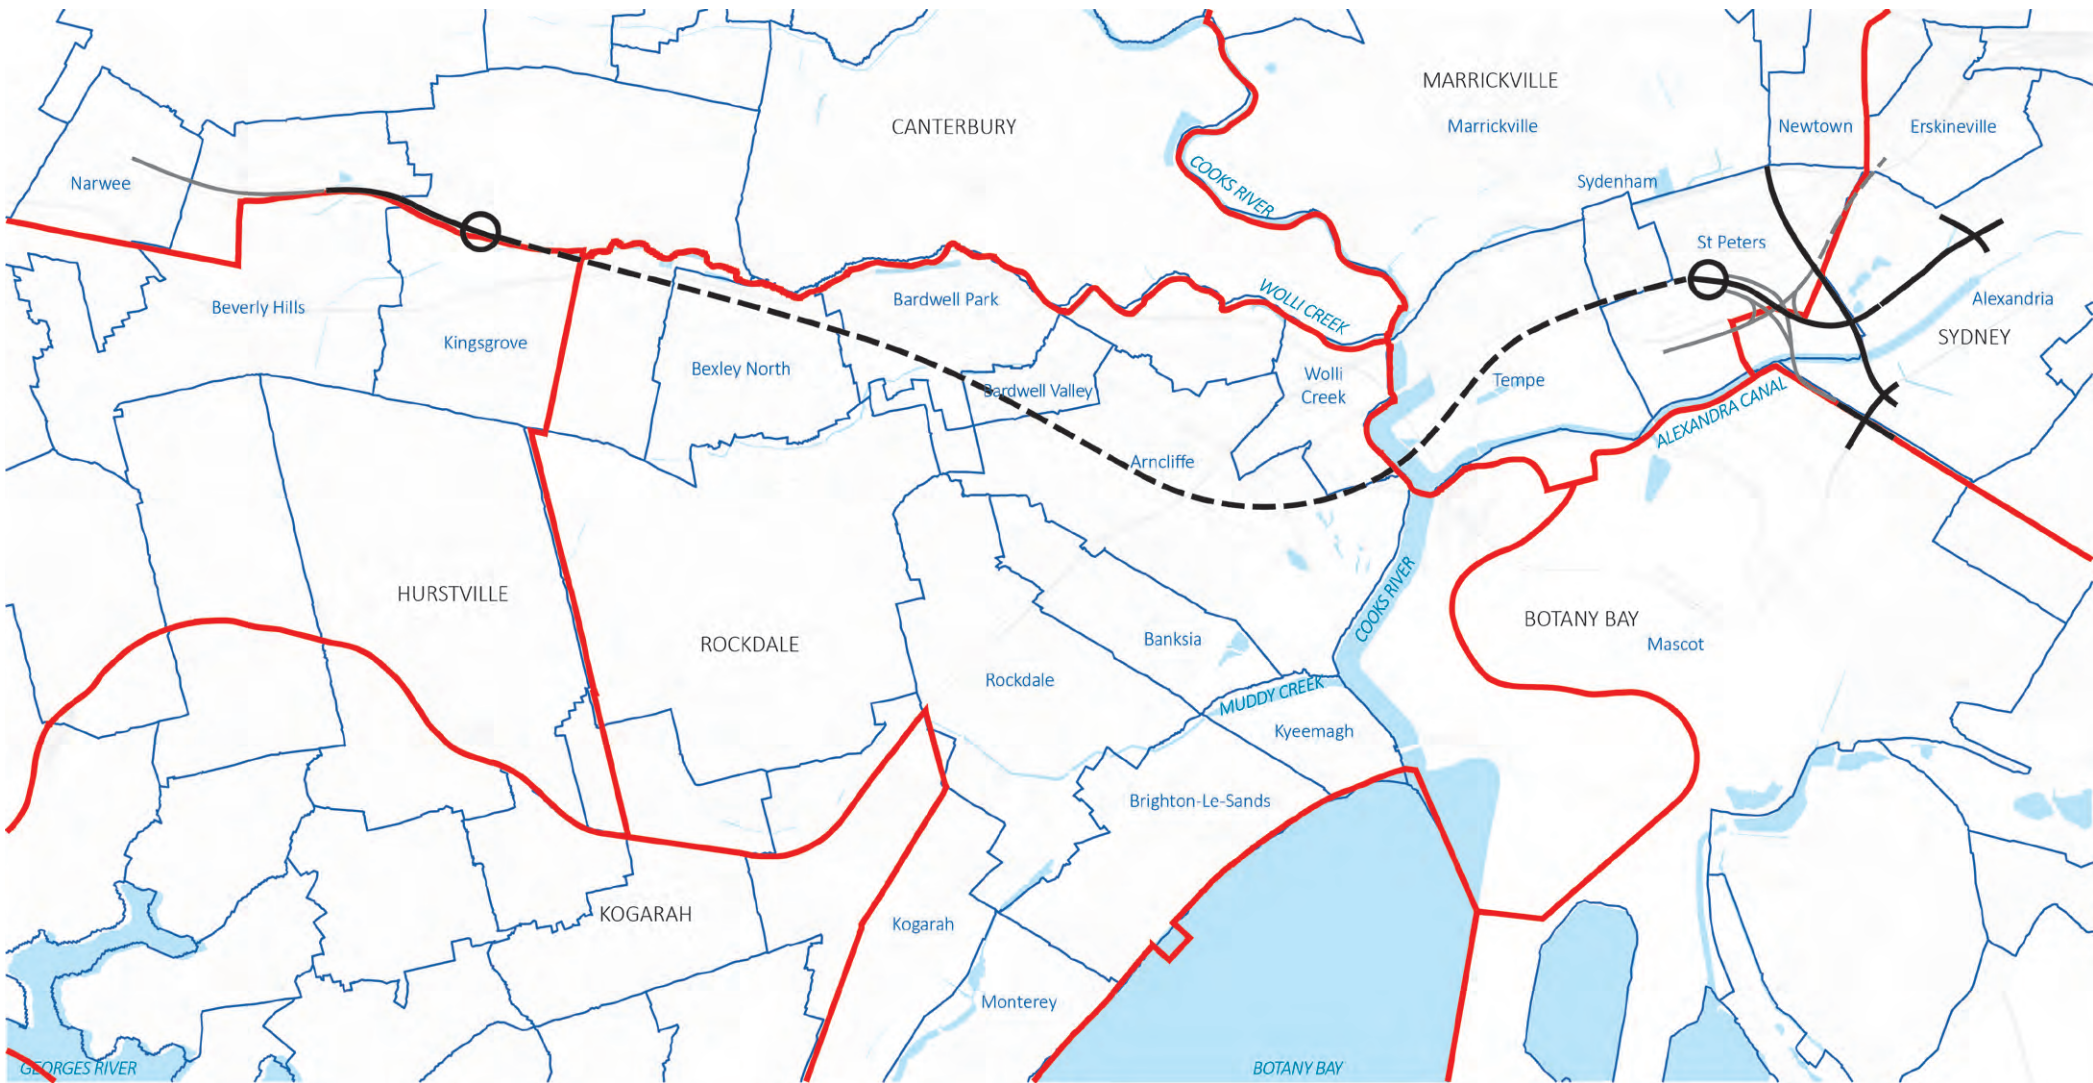 MARRICKVILLE
CANTERBURY
Marrickville
Newtown
Erskineville
Narwee
COOKS RIVER
Sydenham
St Peters
Beverly Hills
Bardwell Park
WOLLI CREEK
Alexandria
SYDNEY
Kingsgrove
Bexley North
Bardwell Valley
Wolli
Creek
Tempe
ALEXANDRA CANAL
Arncliffe
HURSTVILLE
COOKS RIVER
BOTANY BAY
ROCKDALE
Banksia
Mascot
Rockdale
MUDDY CREEK
Kyeemagh
Brighton-Le-Sands
KOGARAH
Kogarah
Monterey
GEORGES RIVER
BOTANY BAY